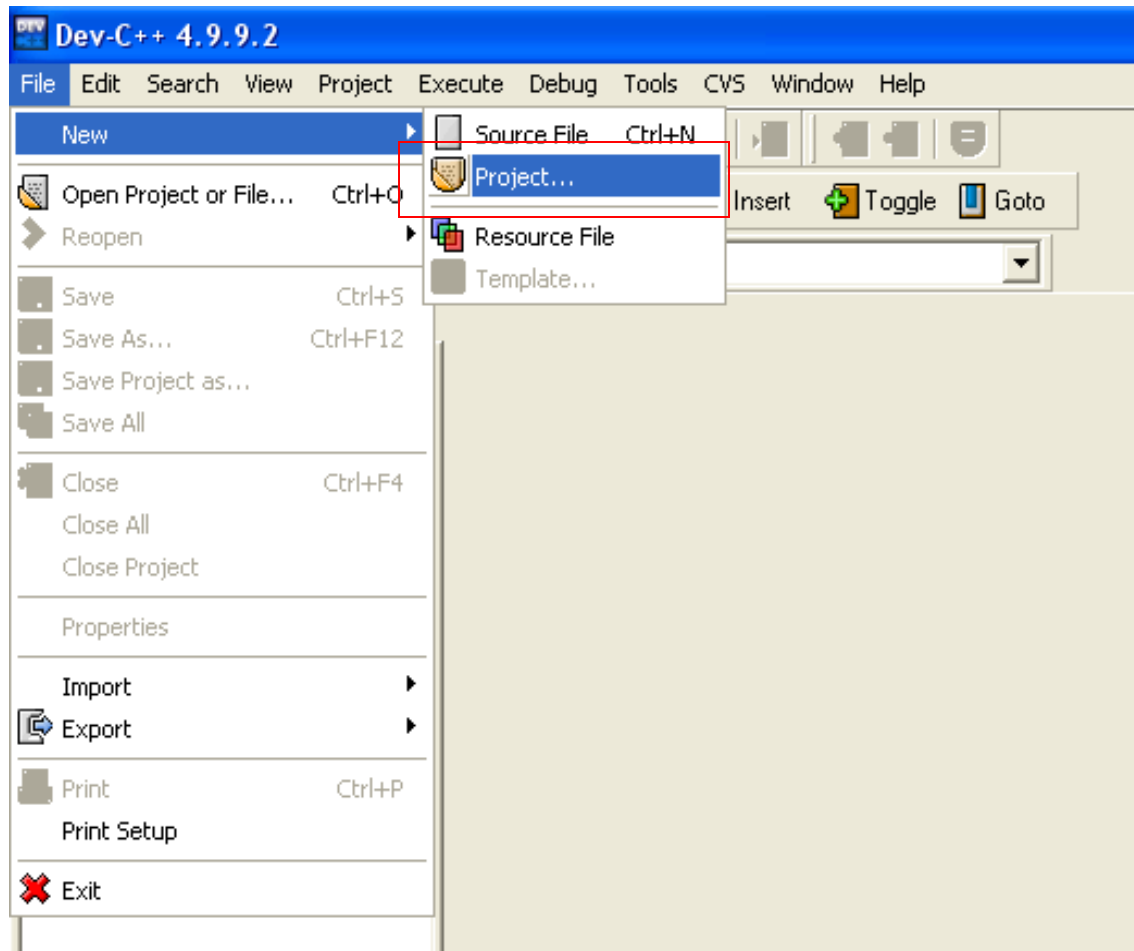 DEV
Dev-C++ 4.9.9.2
File Edit Search View Project Execute Debug Tools CVS Window Help
New
Source File Ctrl+N
Project...
Open Project or File... Ctrl+O
Insert Toggle Goto
Reopen
Resource File
Template...
Save Ctrl+S
Save As... Ctrl+F12
Save Project as...
Save All
Close Ctrl+F4
Close All
Close Project
Properties
Import
Export
Print Ctrl+P
Print Setup
Exit